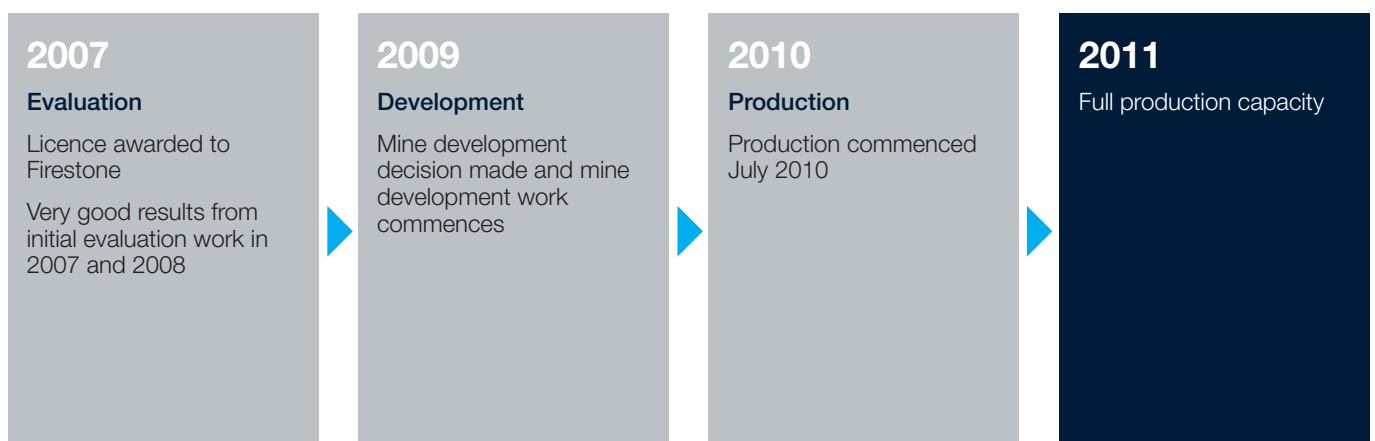 2007
Evaluation
Licence awarded to
Firestone
Very good results from
initial evaluation work in
2007 and 2008
2009
Development
Mine development
decision made and mine
development work
commences
2010
Production
Production commenced
July 2010
2011
Full production capacity